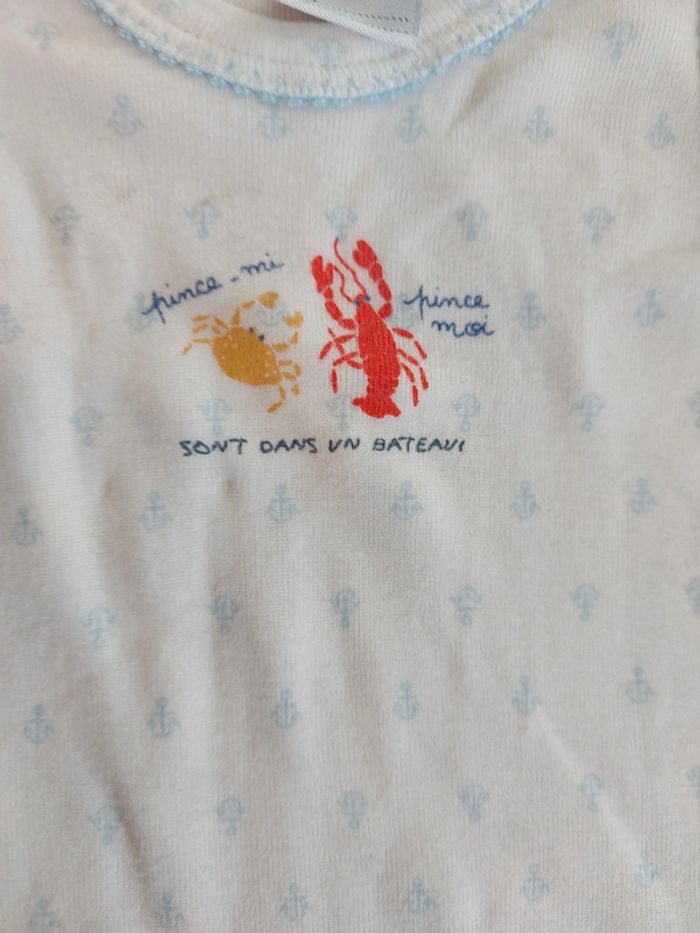 pince-mi
pince
moi
SONT DANS UN BATEAU!